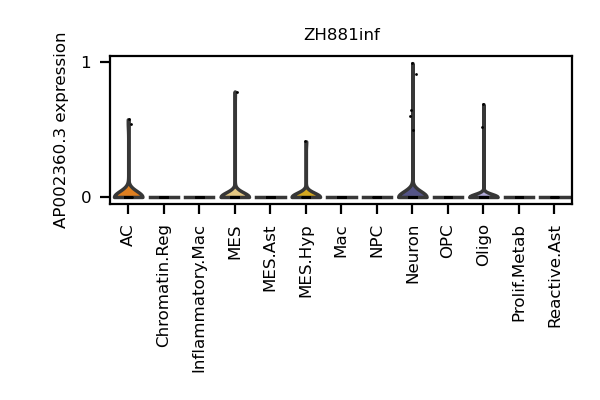 ZH881inf
AP002360.3 expression
1
0
AC
Chromatin.Reg
Inflammatory.Mac
MES
MES.Ast
MES.Hyp
Mac
NPC
Neuron
OPC
Oligo
Prolif.Metab
Reactive.Ast